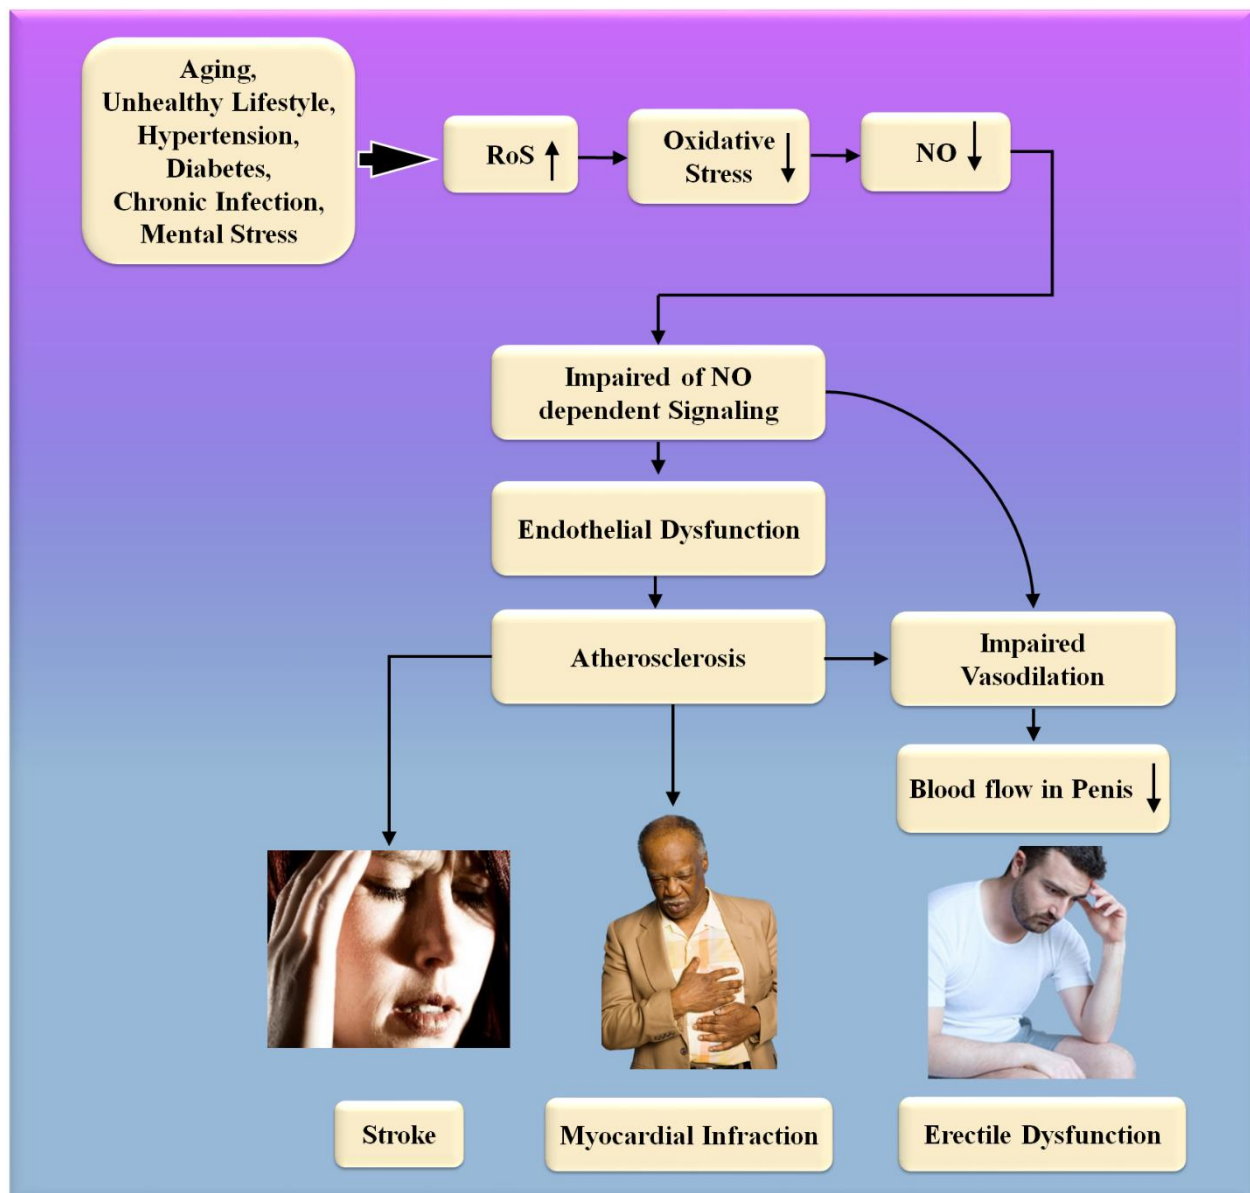 Aging,
Unhealthy Lifestyle,
Hypertension,
Diabetes,
Chronic Infection,
Mental Stress
RoS
Oxidative
Stress
NO
Impaired of NO
dependent Signaling
Endothelial Dysfunction
Atherosclerosis
Impaired
Vasodilation
Blood flow in Penis
Stroke
Myocardial Infraction
Erectile Dysfunction